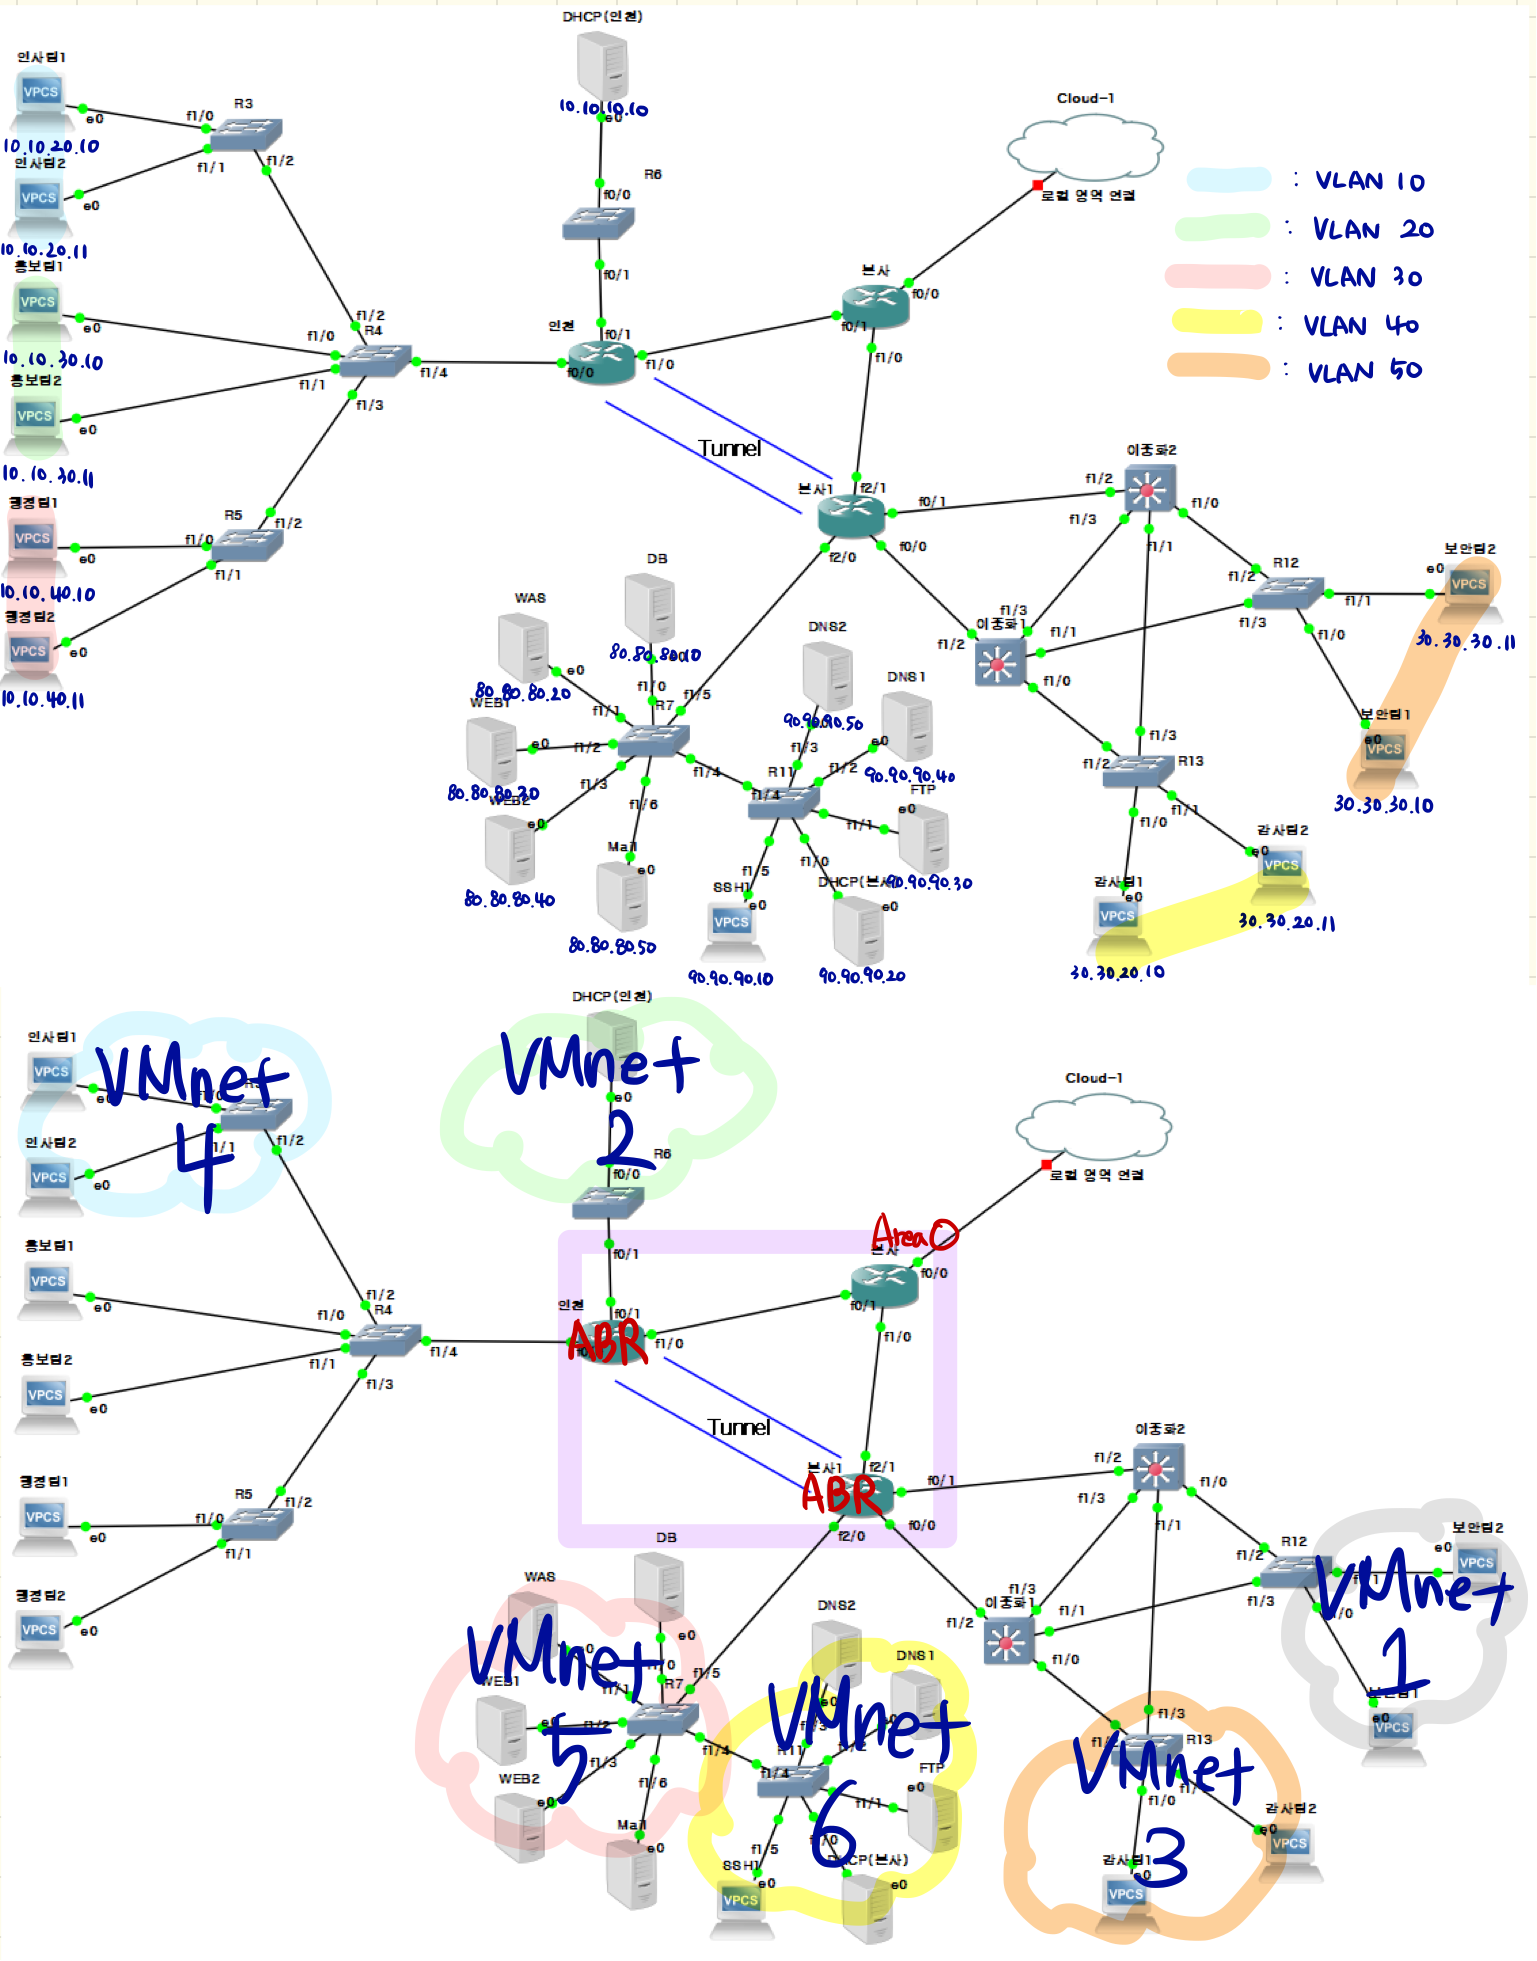 DHCP(인천)
10.10.10.10
e0
f0/0
R6
f0/1
인사팀1
VPCS
e0
10.10.20.10
인사팀2
VPCS
e0
10.10.20.11
f1/0
R3
f1/1
f1/2
홍보팀1
VPCS
e0
10.10.30.10
홍보팀2
VPCS
e0
10.10.30.11
f1/2
R4
f1/0
f1/1
f1/3
f1/4
VPCS
e0
10.10.40.10
VPCS
e0
10.10.40.11
R5
f1/0
f1/2
f1/1
인천
f0/1
f0/0
f1/0
Cloud-1
로컬 영역 연결
본사
f0/0
f0/1
f1/0
: VLAN 10
: VLAN 20
: VLAN 30
: VLAN 40
: VLAN 50
Tunnel
본사1
f2/1
f0/1
f0/0
f2/0
이중화2
f1/2
f1/0
f1/3
f1/1
이중화1
f1/3
f1/1
f1/2
f1/0
R12
f1/2
f1/1
f1/3
f1/0
보안팀2
e0
VPCS
30.30.30.11
보안팀1
e0
VPCS
30.30.30.10
R13
f1/3
f1/2
f1/0
f1/1
감사팀2
e0
VPCS
30.30.20.11
감사팀1
e0
VPCS
30.30.20.10
DB
80.80.80.10
WAS
e0
80.80.80.20
WEB1
e0
80.80.80.30
WEB2
e0
80.80.80.40
Mail
e0
80.80.80.50
R7
f1/0
f1/5
f1/1
f1/2
f1/3
f1/4
f1/6
DNS2
90.90.90.50
DNS1
e0
90.90.90.40
FTP
e0
90.90.90.30
R11
f1/3
f1/2
f1/4
f1/1
f1/5
f1/0
SSH1
e0
VPCS
90.90.90.10
DHCP(본사)
e0
90.90.90.20
DHCP(인천)
VMnet
2
e0
R6
f0/0
f0/1
인사팀1
VPCS
VMnet
4
인사팀2
VPCS
e0
f1/2
홍보팀1
VPCS
e0
홍보팀2
VPCS
e0
f1/2
R4
f1/0
f1/1
f1/3
f1/4
VPCS
e0
VPCS
e0
R5
f1/0
f1/2
f1/1
Cloud-1
로컬 영역 연결
Area 0
본사
f0/0
f0/1
f1/0
인천
f0/1
ABR
f1/0
Tunnel
본사1
f2/1
ABR
f0/1
f0/0
f2/0
이중화2
f1/2
f1/0
f1/3
f1/1
이중화1
f1/3
f1/1
f1/2
f1/0
R12
f1/2
f1/3
보안팀2
e0
VPCS
VMnet
1
e0
VPCS
DB
e0
WAS
VMnet
5
WEB1
R7
f1/5
f1/3
f1/4
f1/6
WEB2
e0
Mail
e0
DNS2
DNS1
VMnet
6
f1/4
f1/1
f1/5
FTP
e0
SSH1
e0
VPCS
DHCP(본사)
e0
R13
f1/3
VMnet
3
f1/0
감사팀2
e0
VPCS
감사팀1
e0
VPCS